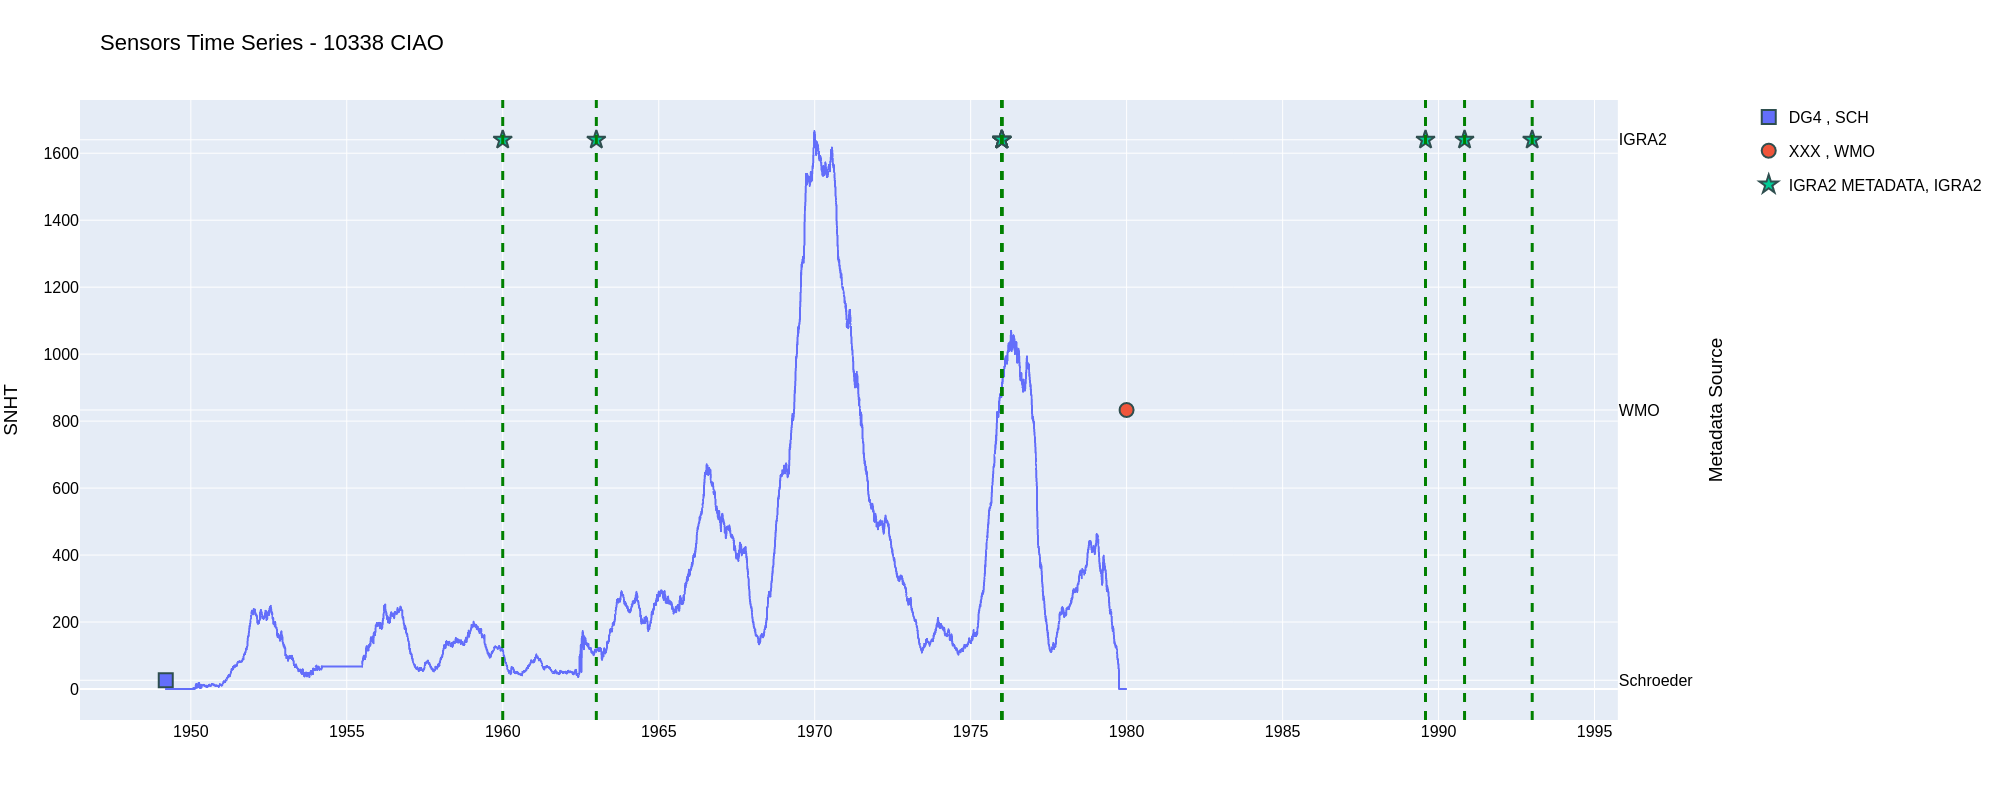 Sensors Time Series - 10338 CIAO
DG4 , SCH
XXX , WMO
IGRA2 METADATA, IGRA2
SNHT
1600
1400
1200
1000
800
600
400
200
0
IGRA2
WMO
Schroeder
Metadata Source
1950 1955 1960 1965 1970 1975 1980 1985 1990 1995